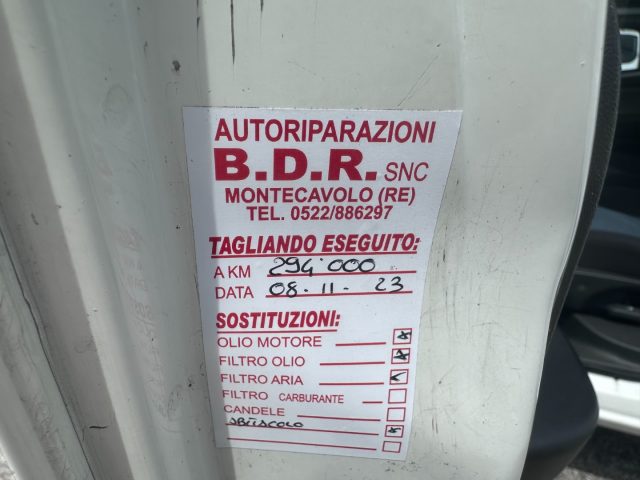 AUTORIPARAZIONI
B.D.R. SNC
MONTECAVOLO (RE)
TEL. 0522/886297
TAGLIANDO ESEGUITO:
A KM 294'000
DATA 08.11.23
SOSTITUZIONI:
OLIO MOTORE
FILTRO OLIO
FILTRO ARIA
FILTRO CARBURANTE
CANDELE